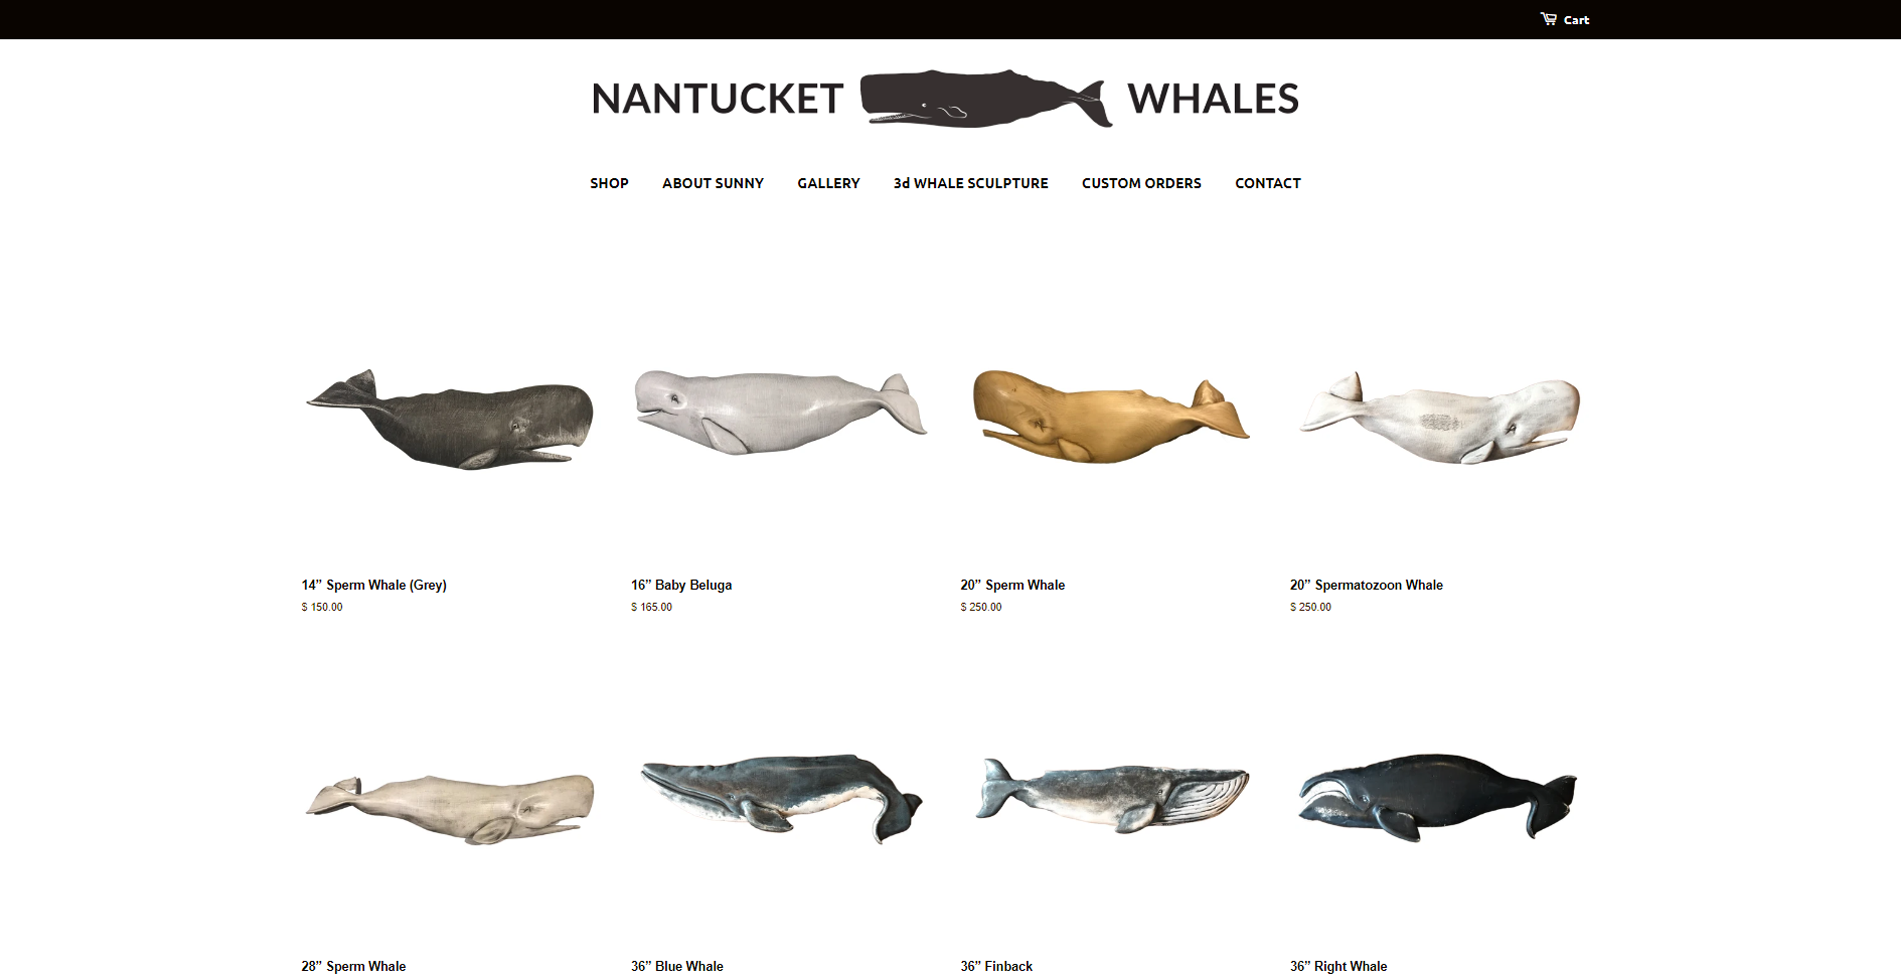 Cart
NANTUCKET WHALES
SHOP ABOUT SUNNY GALLERY 3d WHALE SCULPTURE CUSTOM ORDERS CONTACT
14” Sperm Whale (Grey) 16” Baby Beluga 20” Sperm Whale 20” Spermatozoon Whale
$ 150.00 $ 165.00 $ 250.00 $ 250.00
28” Sperm Whale 36” Blue Whale 36” Finback 36” Right Whale